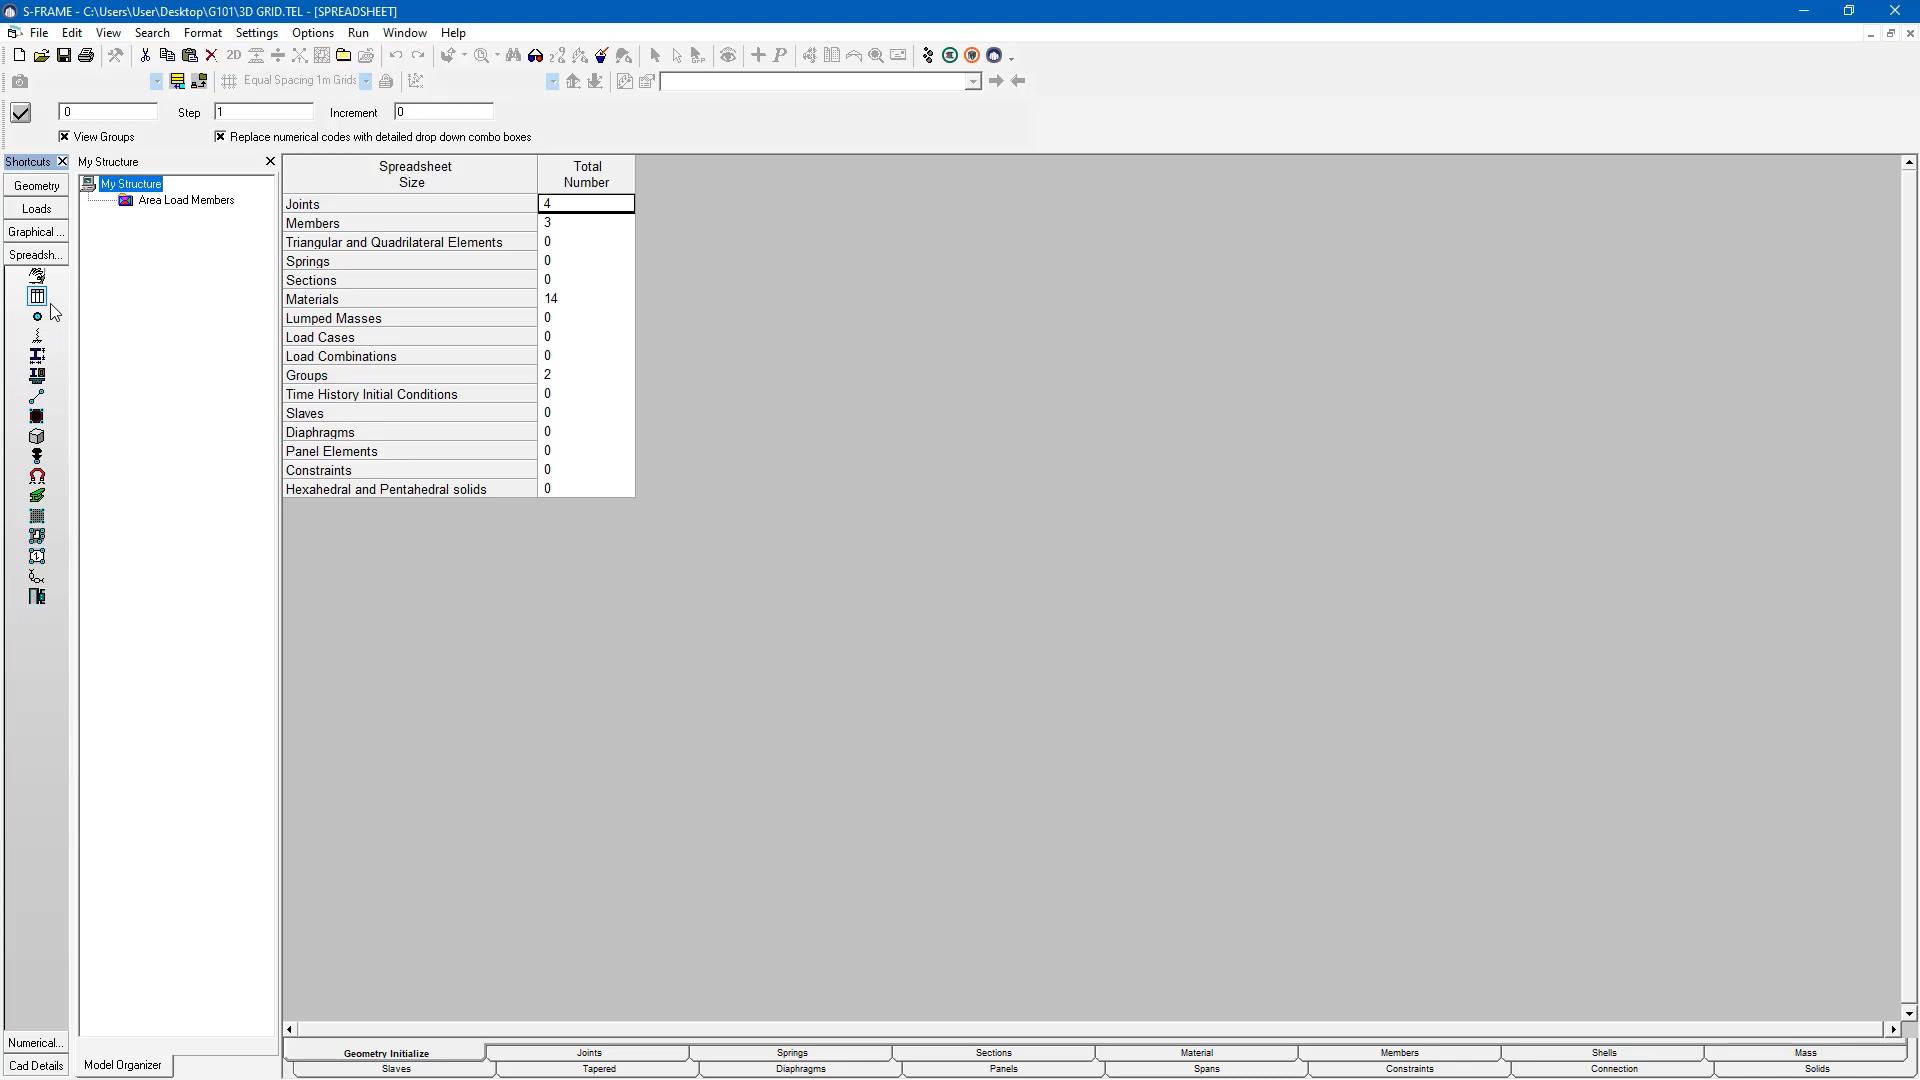 S-FRAME - C:\Users\User\Desktop\G101\3D GRID.TEL - [SPREADSHEET]
File Edit View Search Format Settings Options Run Window Help
2D
Equal Spacing 1m Grids
0 Step 1 Increment 0
View Groups Replace numerical codes with detailed drop down combo boxes
Shortcuts My Structure
Geometry
Loads
Graphical ...
Spreadsh...
Numerical...
Cad Details
My Structure
Area Load Members
Model Organizer
Spreadsheet Size Total Number
Joints 4
Members 3
Triangular and Quadrilateral Elements 0
Springs 0
Sections 0
Materials 14
Lumped Masses 0
Load Cases 0
Load Combinations 0
Groups 2
Time History Initial Conditions 0
Slaves 0
Diaphragms 0
Panel Elements 0
Constraints 0
Hexahedral and Pentahedral solids 0
Geometry Initialize Joints Springs Sections Material Members Shells Mass
Slaves Tapered Diaphragms Panels Spans Constraints Connection Solids